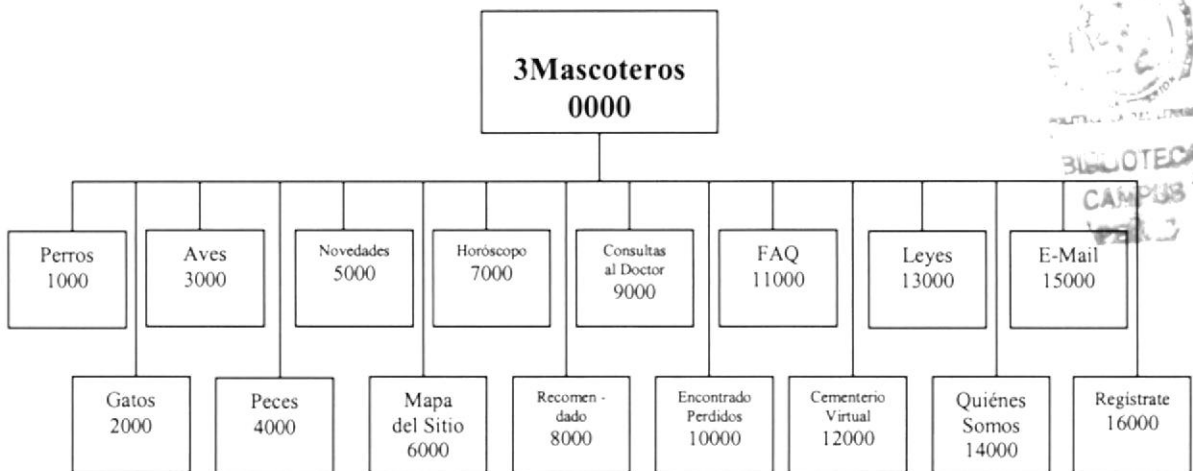 3Mascoteros
0000
Perros
1000
Aves
3000
Novedades
5000
Horóscopo
7000
Consultas
al Doctor
9000
FAQ
11000
Leyes
13000
E-Mail
15000
Gatos
2000
Peces
4000
Mapa
del Sitio
6000
Recomen -
dado
8000
Encontrado
Perdidos
10000
Cementerio
Virtual
12000
Quiénes
Somos
14000
Regístrate
16000
BIBLIOTECA
CAMPUS